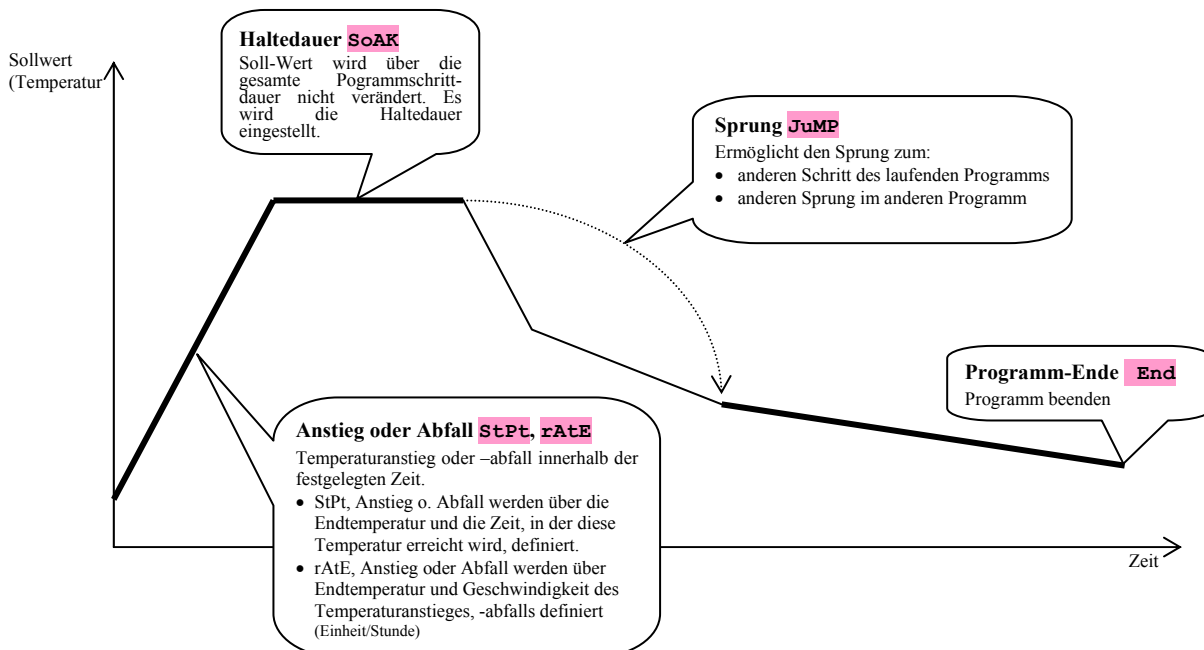 Sollwert
(Temperatur
Haltedauer SoAK
Soll-Wert wird über die
gesamte Pogrammschritt-
dauer nicht verändert. Es
wird die Haltedauer
eingestellt.
Sprung JuMP
Ermöglicht den Sprung zum:
• anderen Schritt des laufenden Programms
• anderen Sprung im anderen Programm
Programm-Ende End
Programm beenden
Anstieg oder Abfall StPt, rAtE
Temperaturanstieg oder –abfall innerhalb der
festgelegten Zeit.
• StPt, Anstieg o. Abfall werden über die
Endtemperatur und die Zeit, in der diese
Temperatur erreicht wird, definiert.
• rAtE, Anstieg oder Abfall werden über
Endtemperatur und Geschwindigkeit des
Temperaturanstieges, -abfalls definiert
(Einheit/Stunde)
Zeit